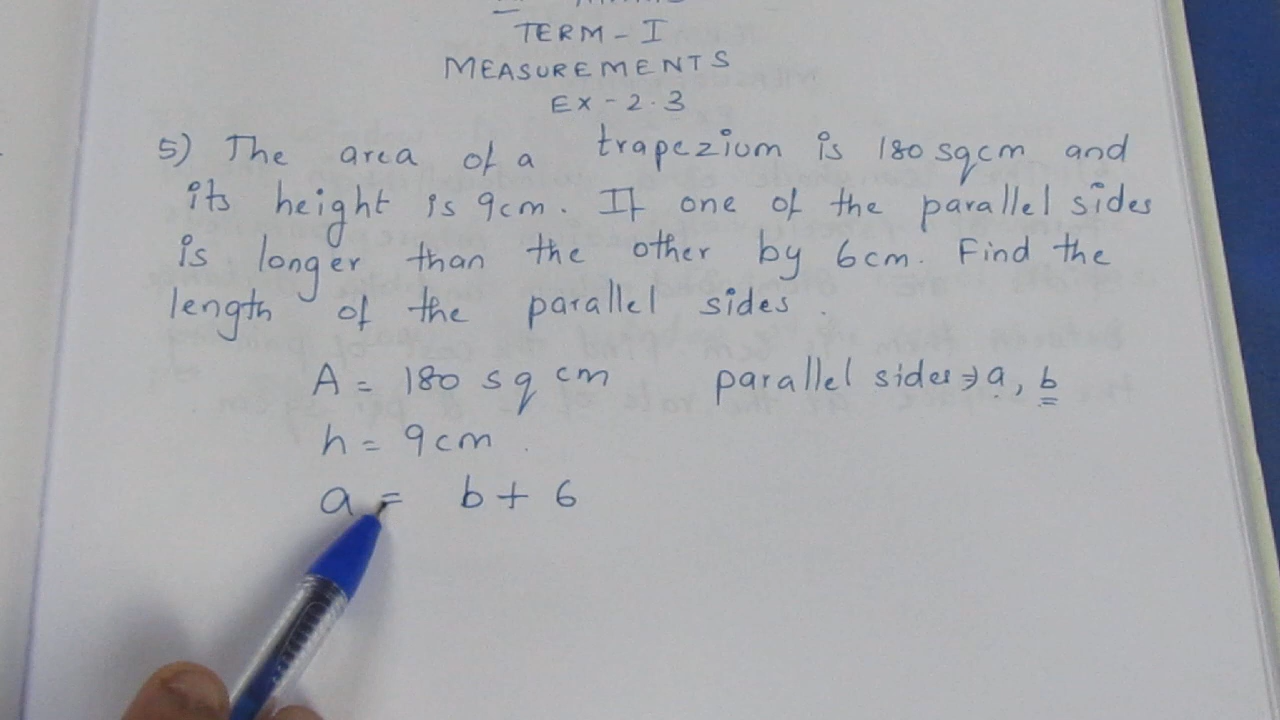 TERM - I
MEASUREMENTS
EX - 2.3
5) The area of a trapezium is 180 sqcm and
its height is 9cm. If one of the parallel sides
is longer than the other by 6cm. Find the
length of the parallel sides.
A = 180 sq cm parallel sides ⇒ a, b
h = 9cm.
a = b + 6